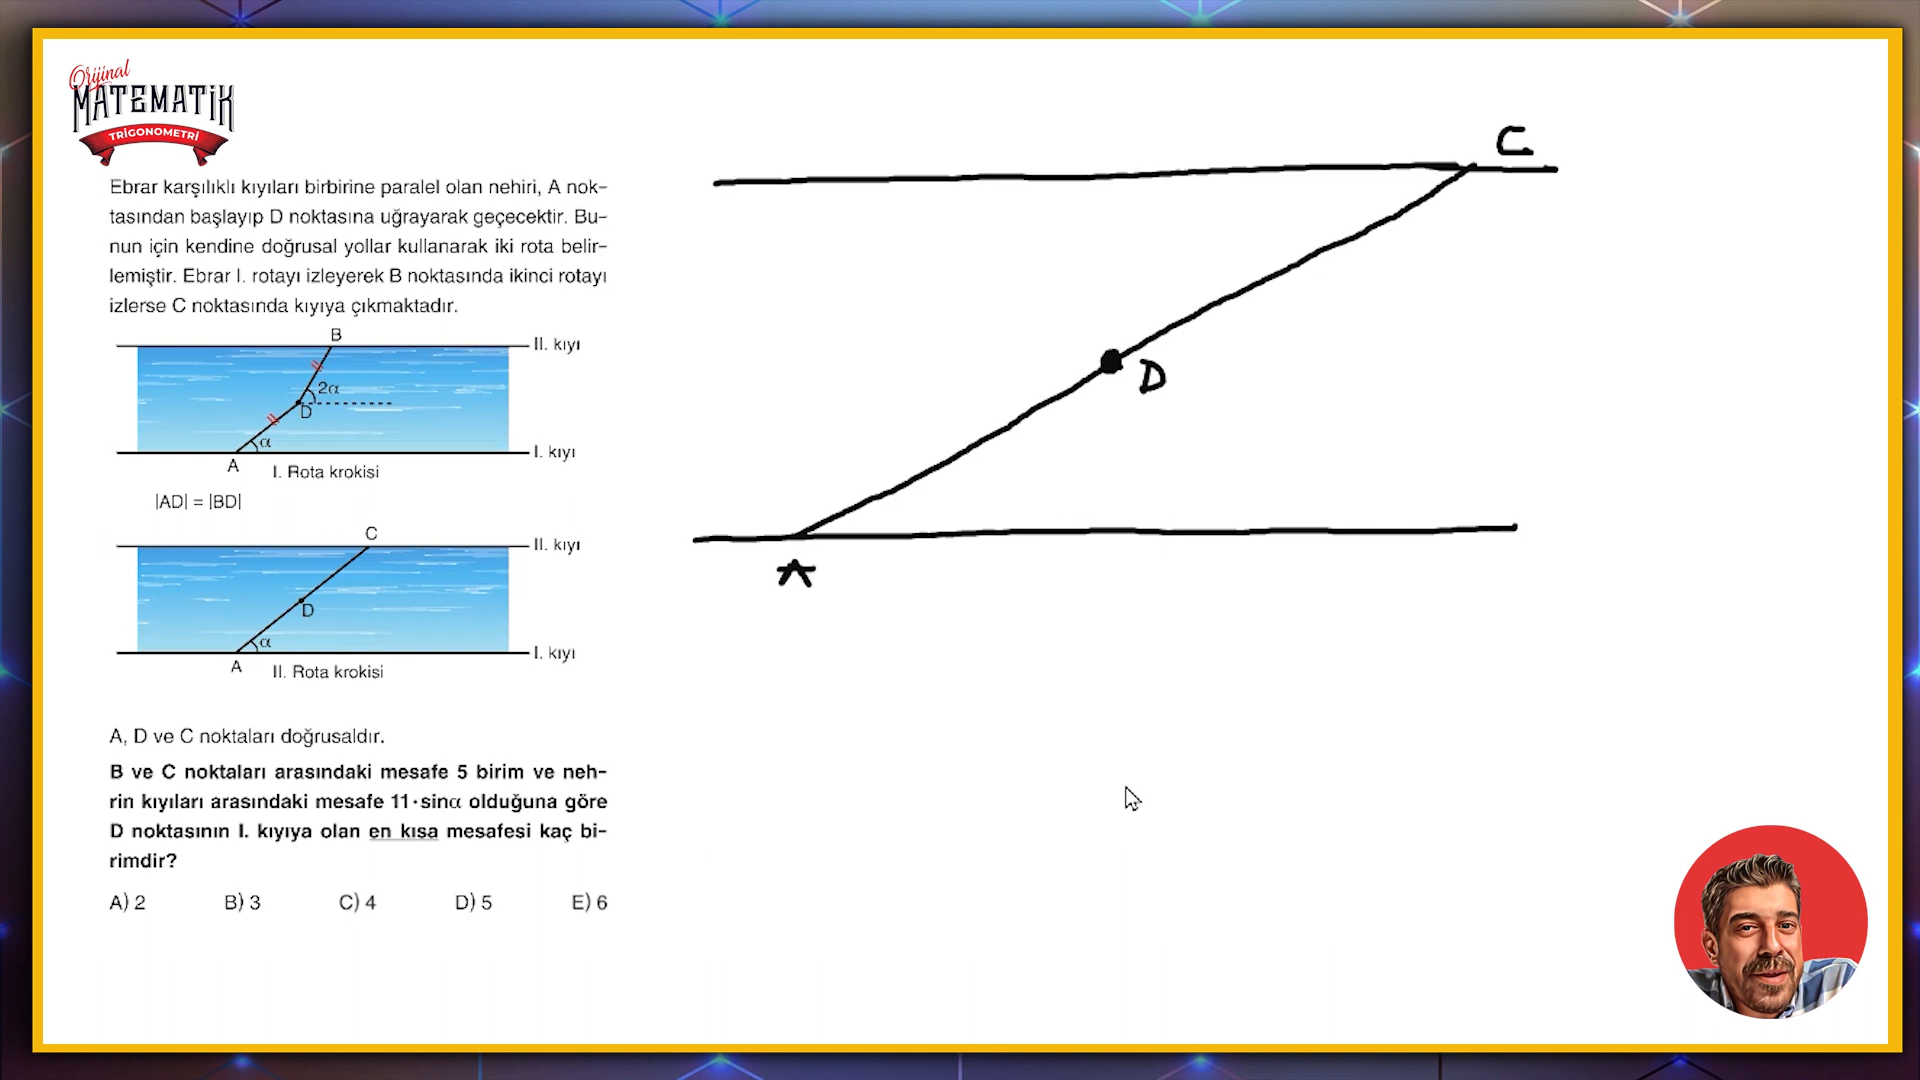 Orijinal
MATEMATİK
TRİGONOMETRİ
Ebrar karşılıklı kıyıları birbirine paralel olan nehiri, A nok-
tasından başlayıp D noktasına uğrayarak geçecektir. Bu-
nun için kendine doğrusal yollar kullanarak iki rota belir-
lemiştir. Ebrar I. rotayı izleyerek B noktasında ikinci rotayı
izlerse C noktasında kıyıya çıkmaktadır.
B
II. kıyı
2α
D
α
I. kıyı
A
I. Rota krokisi
|AD| = |BD|
C
II. kıyı
D
α
I. kıyı
A
II. Rota krokisi
A, D ve C noktaları doğrusaldır.
B ve C noktaları arasındaki mesafe 5 birim ve neh-
rin kıyıları arasındaki mesafe 11·sinα olduğuna göre
D noktasının I. kıyıya olan en kısa mesafesi kaç bi-
rimdir?
A) 2 B) 3 C) 4 D) 5 E) 6
C
D
A